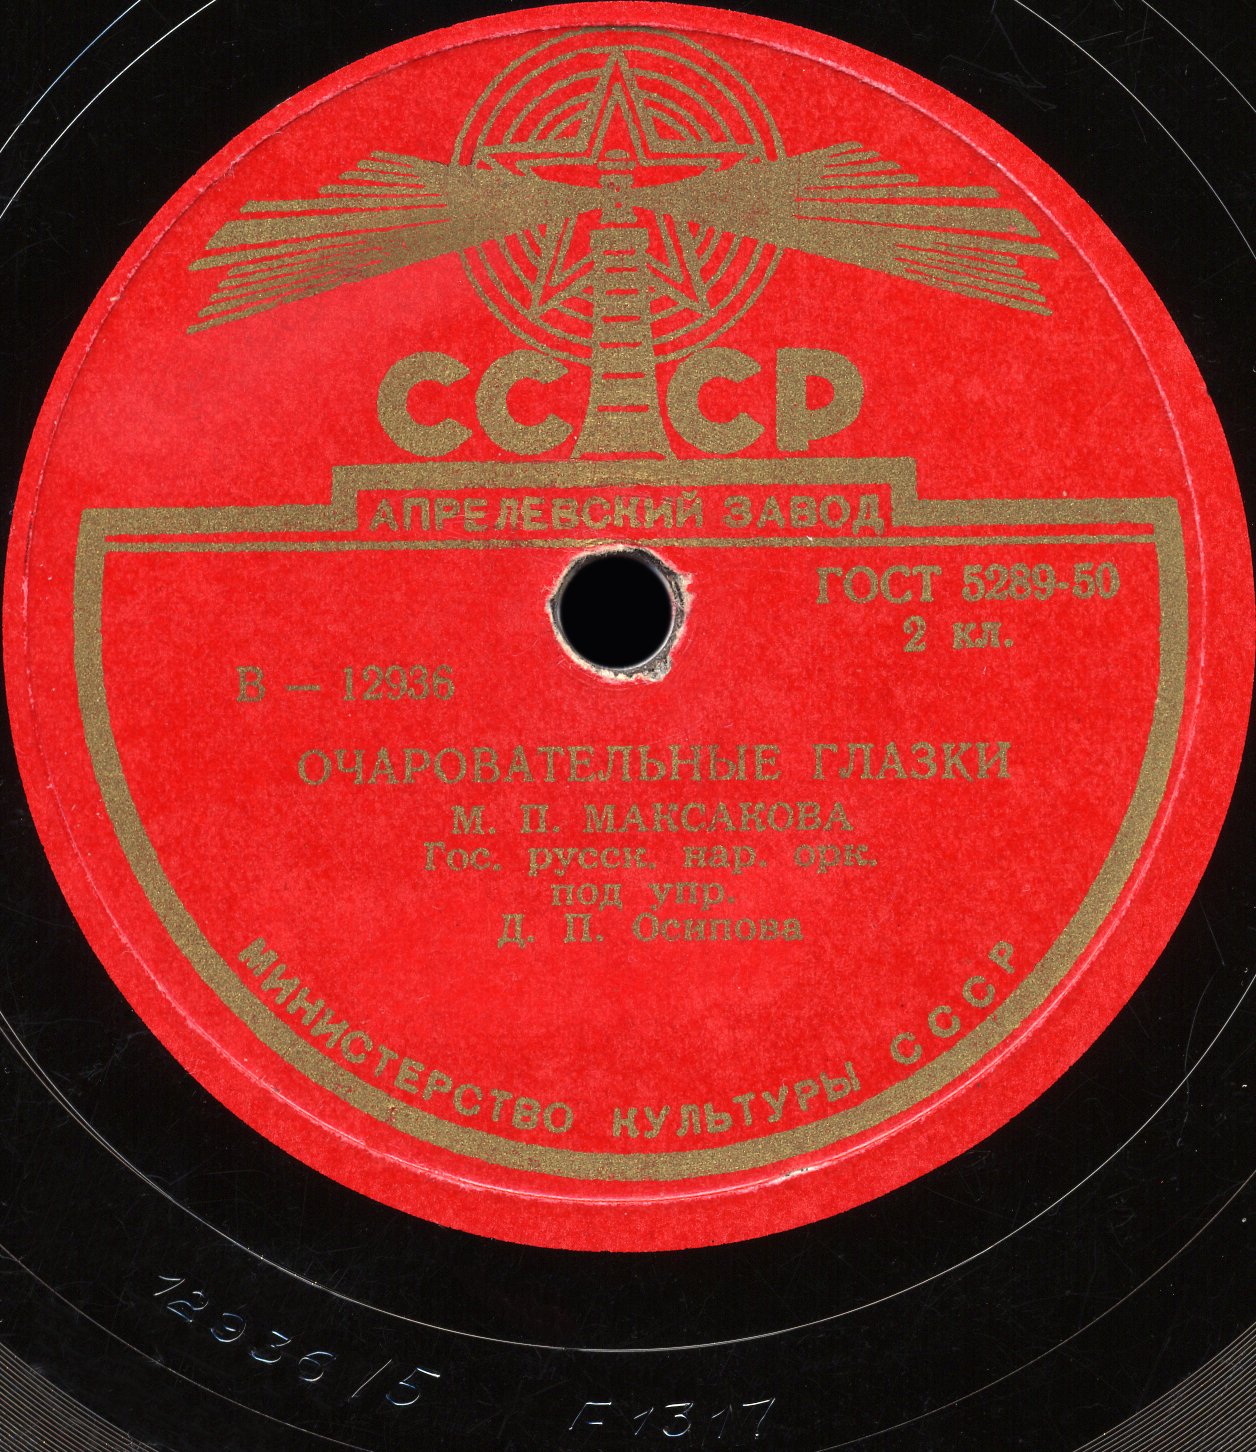 СССР
АПРЕЛЕВСКИЙ ЗАВОД
ГОСТ 5289-50
2 кл.
В — 12936
ОЧАРОВАТЕЛЬНЫЕ ГЛАЗКИ
М. П. МАКСАКОВА
Гос. русск. нар. орк.
под упр.
Д. П. Осипова
МИНИСТЕРСТВО КУЛЬТУРЫ СССР
12936/5
F1317